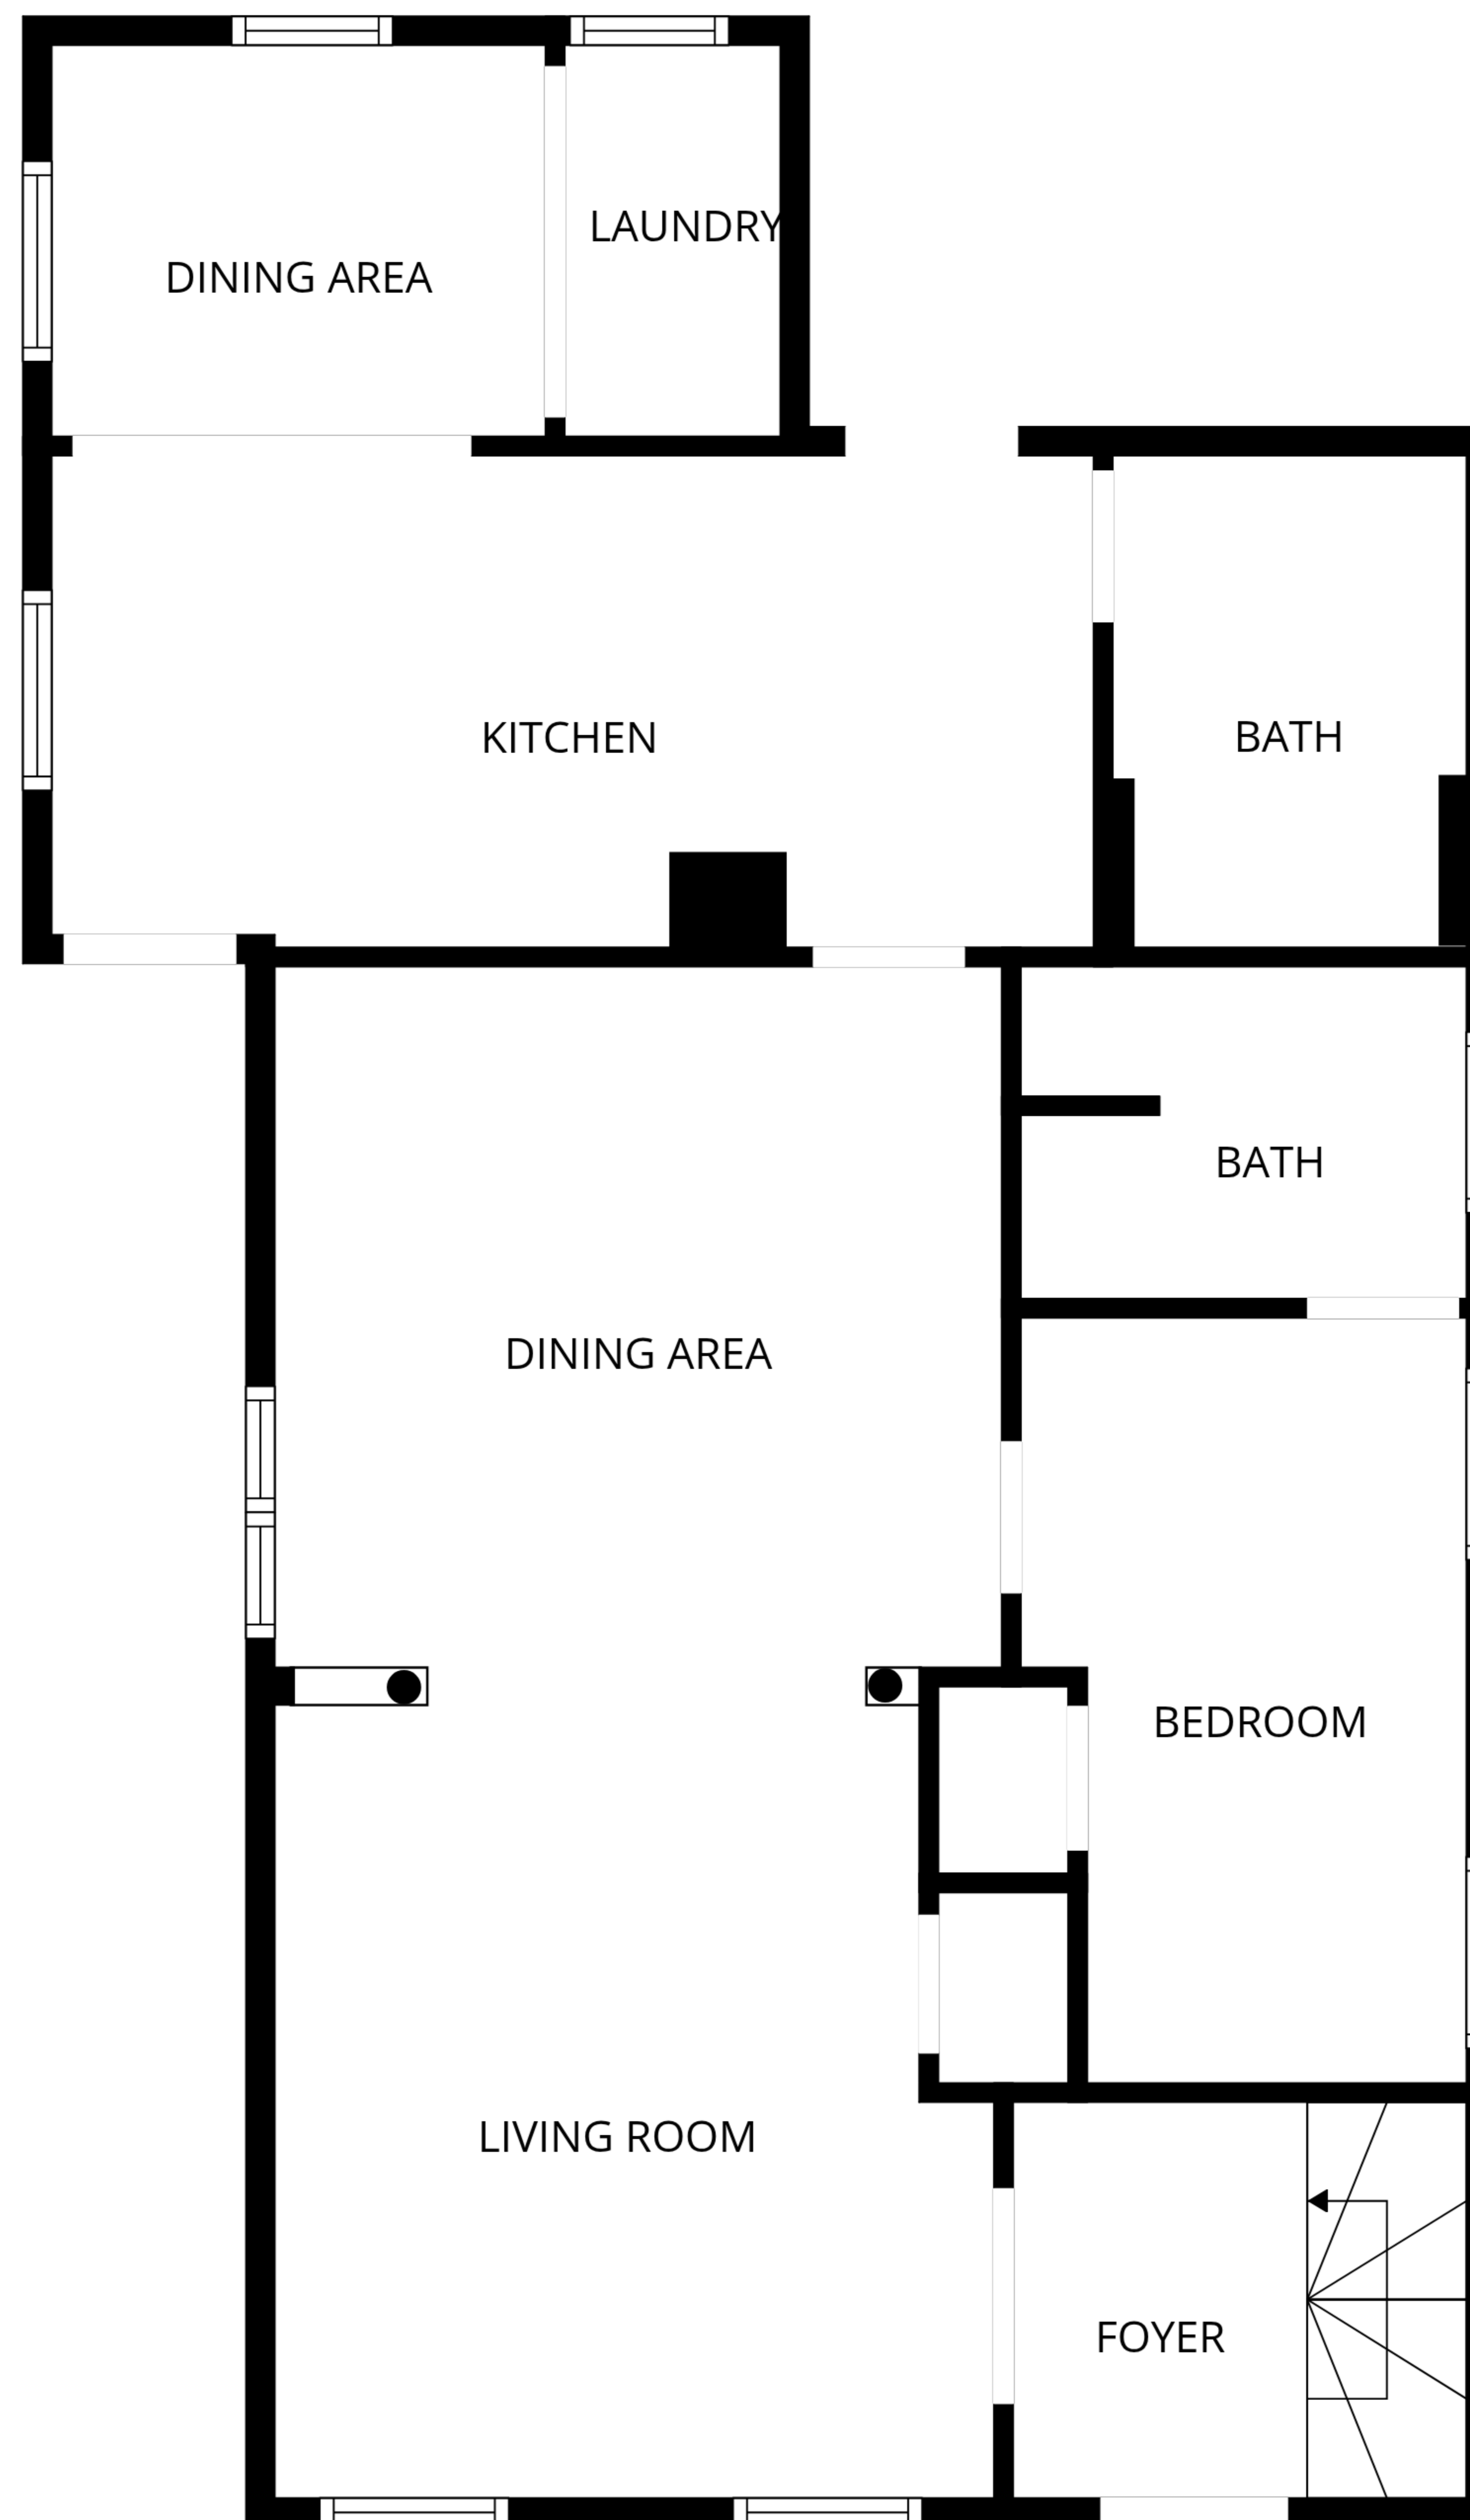 LAUNDRY
DINING AREA
KITCHEN
BATH
BATH
DINING AREA
BEDROOM
LIVING ROOM
FOYER